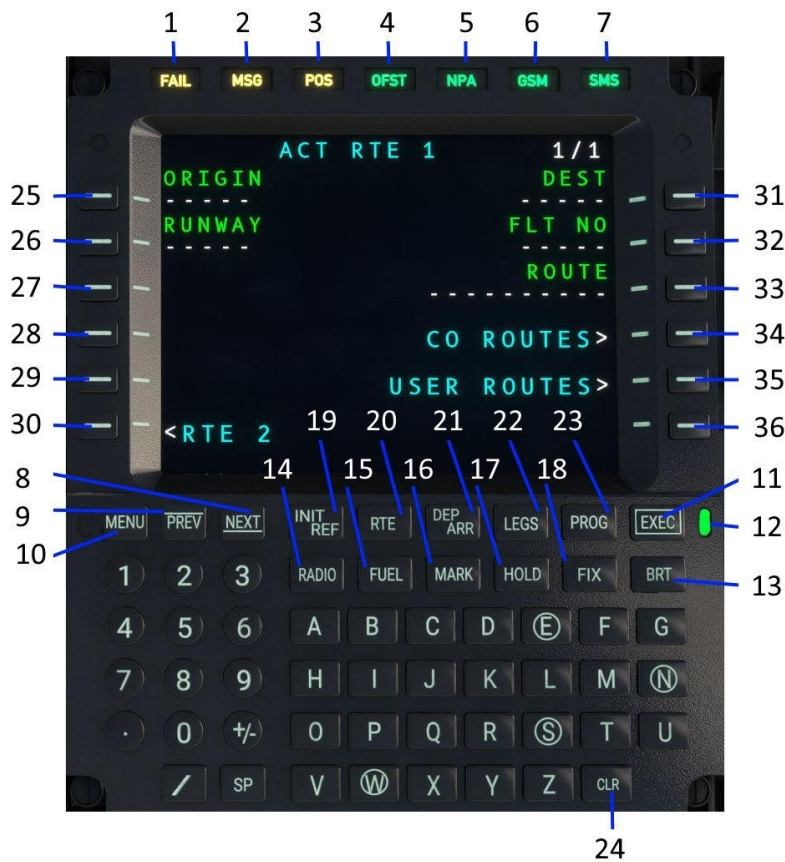 1 2 3 4 5 6 7
FAIL MSG POS OFST NPA GSM SMS
ACT RTE 1 1/1
ORIGIN DEST
----- -----
25 31
RUNWAY FLT NO
----- -----
26 32
ROUTE
----------
27 33
CO ROUTES>
28 34
USER ROUTES>
29 35
<RTE 2
30 36
19 20 21 22 23
8 14 15 16 17 18 11
9 MENU PREV NEXT INIT REF RTE DEP ARR LEGS PROG EXEC 12
10 1 2 3 RADIO FUEL MARK HOLD FIX BRT 13
4 5 6 A B C D E F G
7 8 9 H I J K L M N
. 0 +/- O P Q R S T U
/ SP V W X Y Z CLR
24